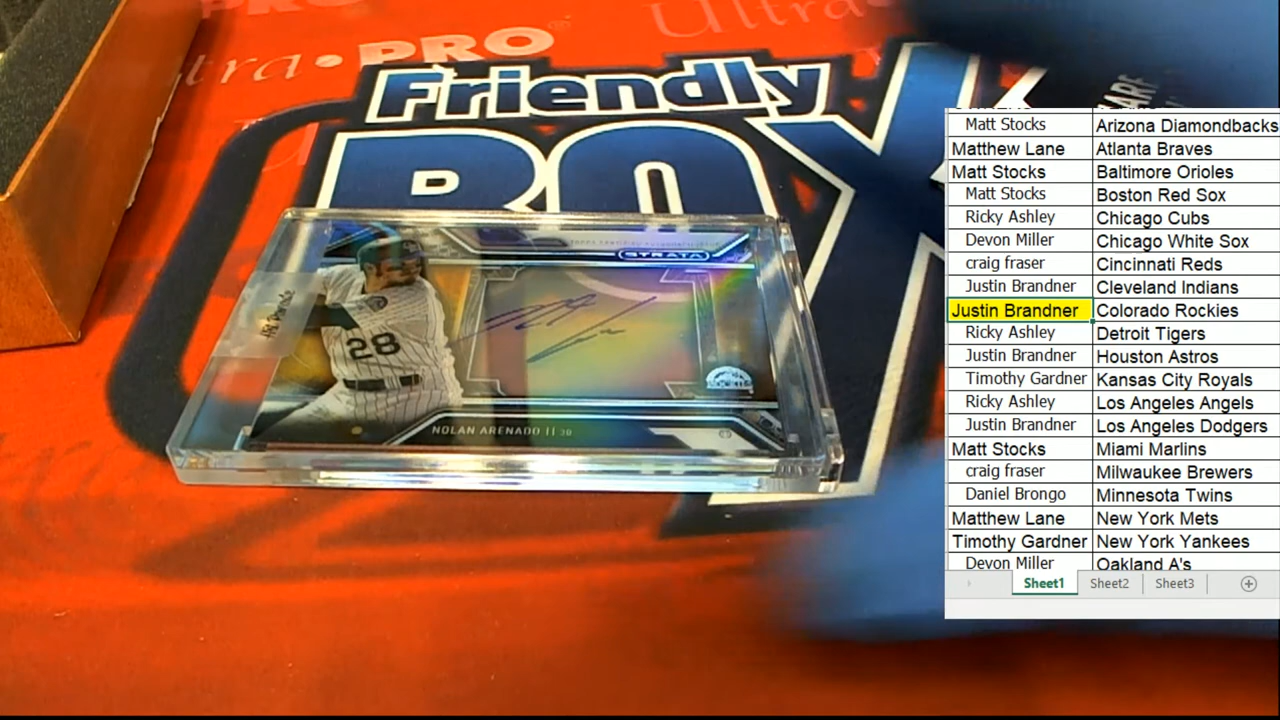 PRO
Ultra
tra•PRO
Friendly
BOX
STRATA
28
NOLAN ARENADO || 3B
Matt Stocks Arizona Diamondbacks
Matthew Lane Atlanta Braves
Matt Stocks Baltimore Orioles
Matt Stocks Boston Red Sox
Ricky Ashley Chicago Cubs
Devon Miller Chicago White Sox
craig fraser Cincinnati Reds
Justin Brandner Cleveland Indians
Justin Brandner Colorado Rockies
Ricky Ashley Detroit Tigers
Justin Brandner Houston Astros
Timothy Gardner Kansas City Royals
Ricky Ashley Los Angeles Angels
Justin Brandner Los Angeles Dodgers
Matt Stocks Miami Marlins
craig fraser Milwaukee Brewers
Daniel Brongo Minnesota Twins
Matthew Lane New York Mets
Timothy Gardner New York Yankees
Devon Miller Oakland A's
Sheet1 Sheet2 Sheet3